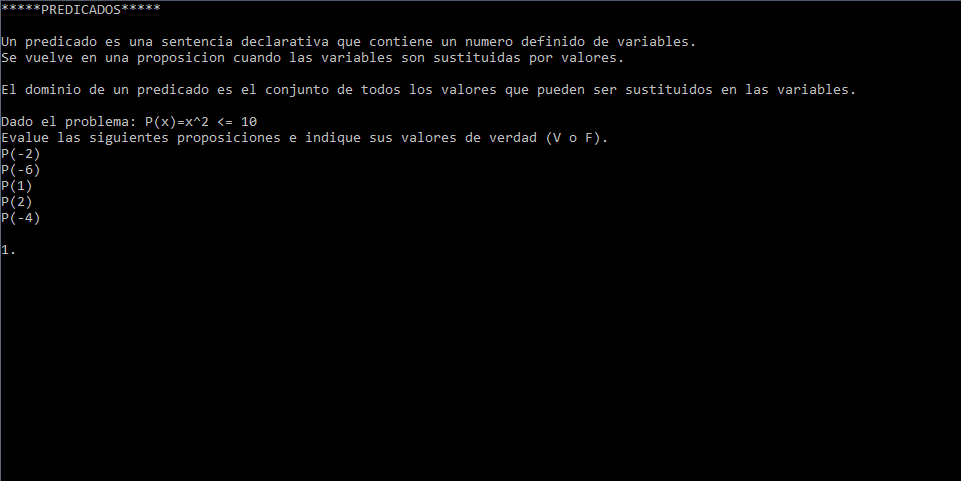 *****PREDICADOS*****
Un predicado es una sentencia declarativa que contiene un numero definido de variables.
Se vuelve en una proposicion cuando las variables son sustituidas por valores.
El dominio de un predicado es el conjunto de todos los valores que pueden ser sustituidos en las variables.
Dado el problema: P(x)=x^2 <= 10
Evalue las siguientes proposiciones e indique sus valores de verdad (V o F).
P(-2)
P(-6)
P(1)
P(2)
P(-4)
1.